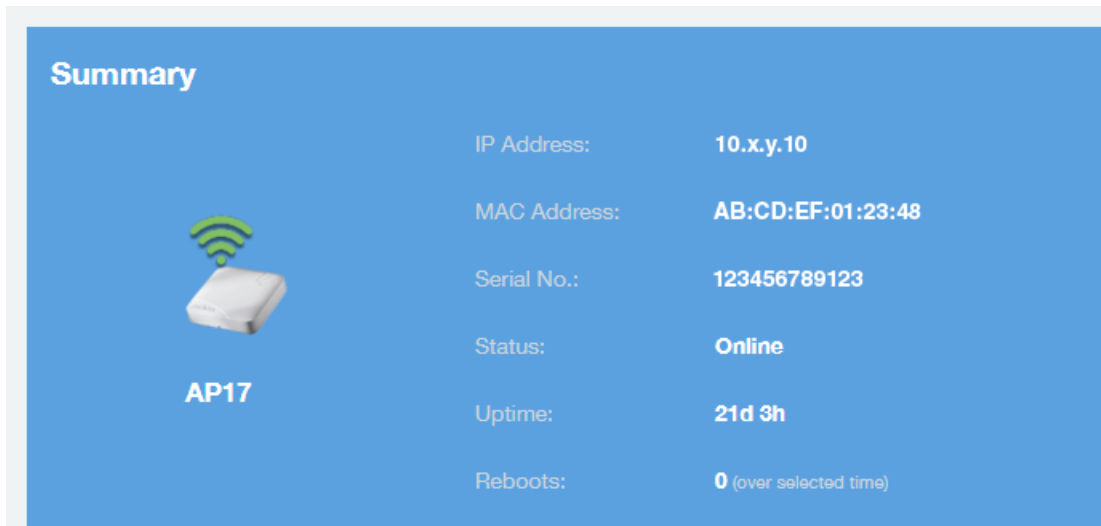 Summary
IP Address: 10.x.y.10
MAC Address: AB:CD:EF:01:23:48
Serial No.: 123456789123
Status: Online
AP17
Uptime: 21d 3h
Reboots: 0 (over selected time)